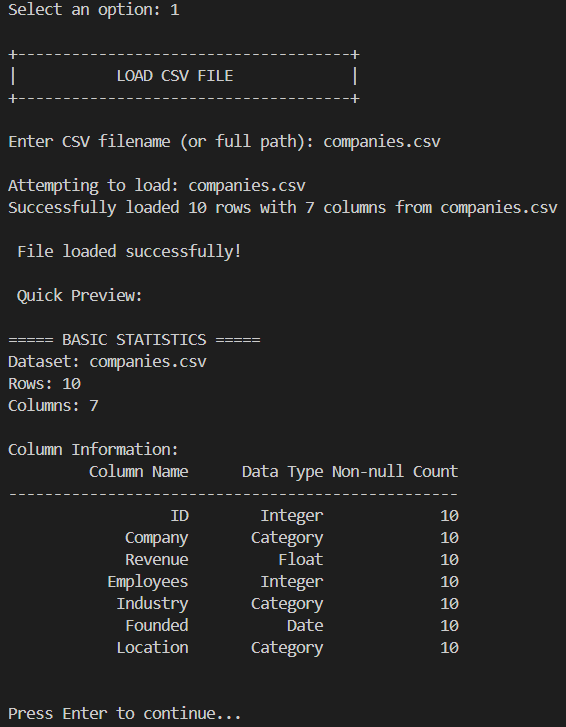 Select an option: 1
+-------------------------------------+
|           LOAD CSV FILE             |
+-------------------------------------+
Enter CSV filename (or full path): companies.csv
Attempting to load: companies.csv
Successfully loaded 10 rows with 7 columns from companies.csv
File loaded successfully!
Quick Preview:
===== BASIC STATISTICS =====
Dataset: companies.csv
Rows: 10
Columns: 7
Column Information:
         Column Name      Data Type Non-null Count
--------------------------------------------------
                  ID        Integer             10
             Company       Category             10
             Revenue          Float             10
           Employees        Integer             10
            Industry       Category             10
             Founded           Date             10
            Location       Category             10
Press Enter to continue...